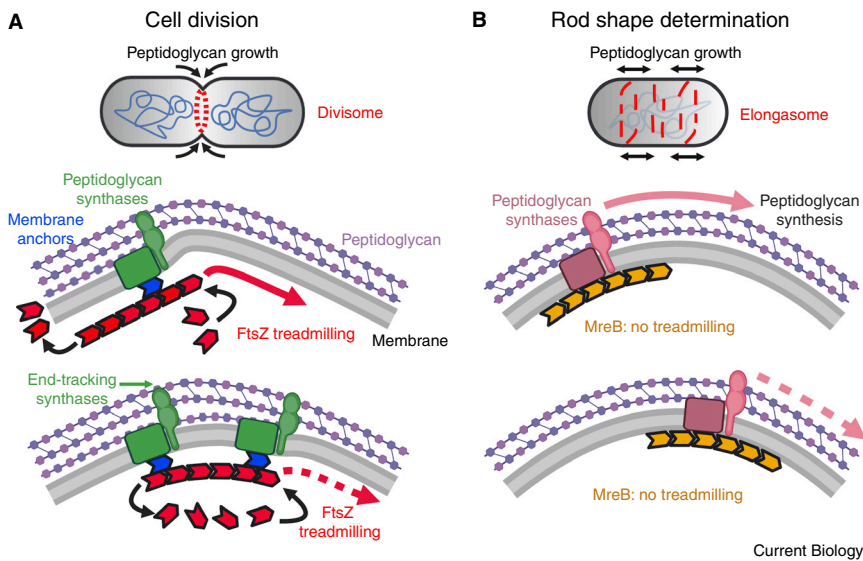 A
Cell division
Peptidoglycan growth
Divisome
Peptidoglycan
synthases
Membrane
anchors
Peptidoglycan
FtsZ treadmilling
Membrane
End-tracking
synthases
FtsZ
treadmilling
B
Rod shape determination
Peptidoglycan growth
Elongasome
Peptidoglycan
synthases
Peptidoglycan
synthesis
MreB: no treadmilling
MreB: no treadmilling
Current Biology